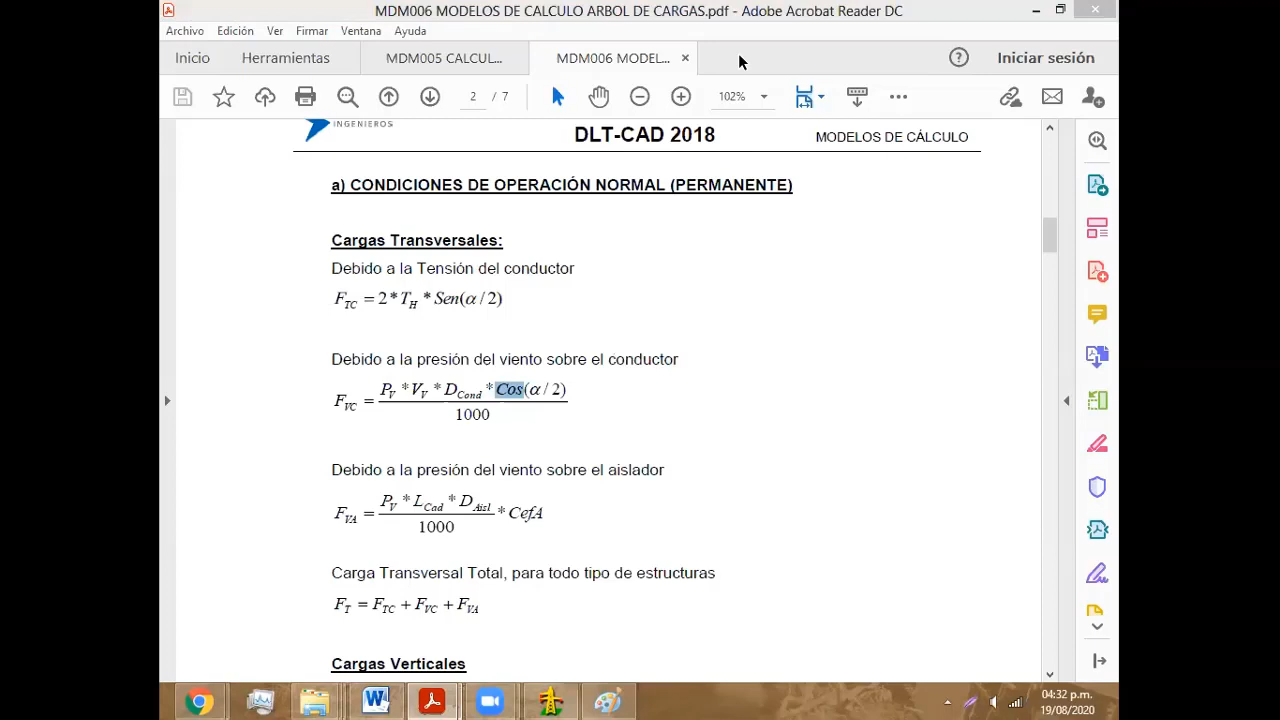 MDM006 MODELOS DE CALCULO ARBOL DE CARGAS.pdf - Adobe Acrobat Reader DC
Archivo Edición Ver Firmar Ventana Ayuda
Inicio Herramientas MDM005 CALCUL... MDM006 MODEL... × Iniciar sesión
2 / 7 102%
INGENIEROS DLT-CAD 2018 MODELOS DE CÁLCULO
a) CONDICIONES DE OPERACIÓN NORMAL (PERMANENTE)
Cargas Transversales:
Debido a la Tensión del conductor
F_TC = 2 * T_H * Sen(α / 2)
Debido a la presión del viento sobre el conductor
F_VC = P_V * V_V * D_Cond * Cos(α / 2) / 1000
Debido a la presión del viento sobre el aislador
F_VA = P_V * L_Cad * D_Aisl / 1000 * CefA
Carga Transversal Total, para todo tipo de estructuras
F_T = F_TC + F_VC + F_VA
Cargas Verticales
04:32 p.m.
19/08/2020